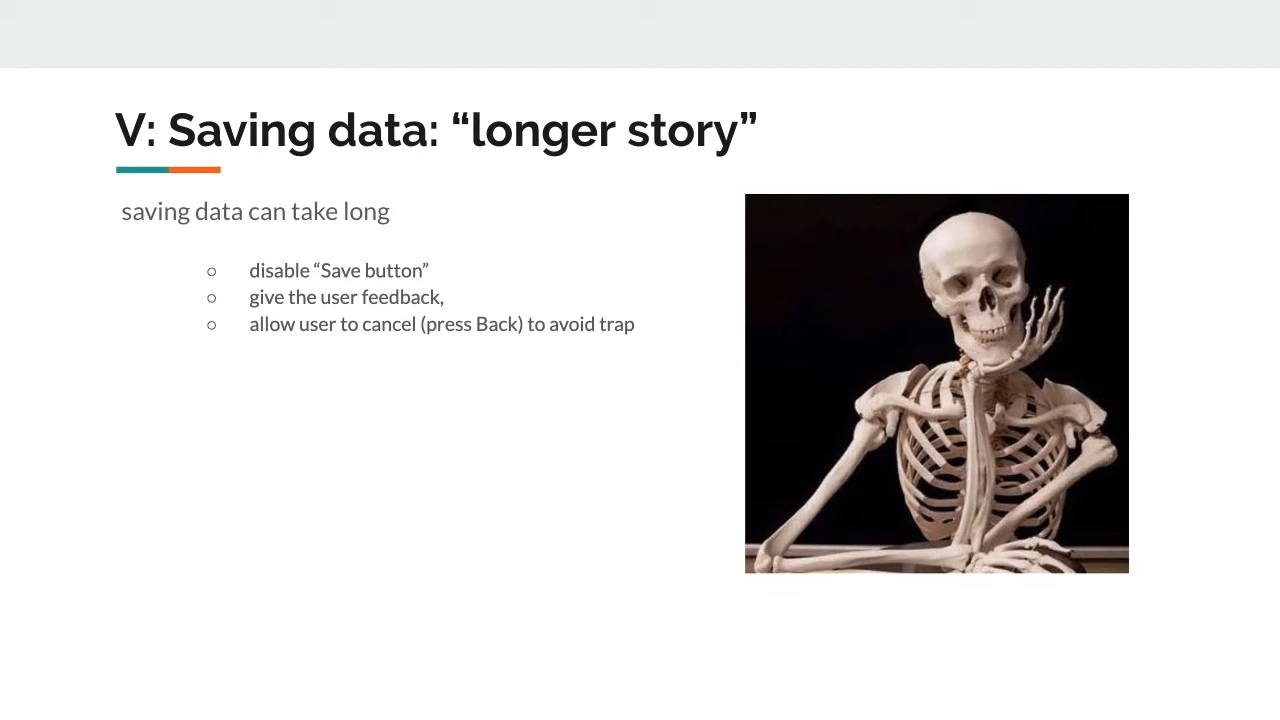 V: Saving data: “longer story”
saving data can take long
○ disable “Save button”
○ give the user feedback,
○ allow user to cancel (press Back) to avoid trap